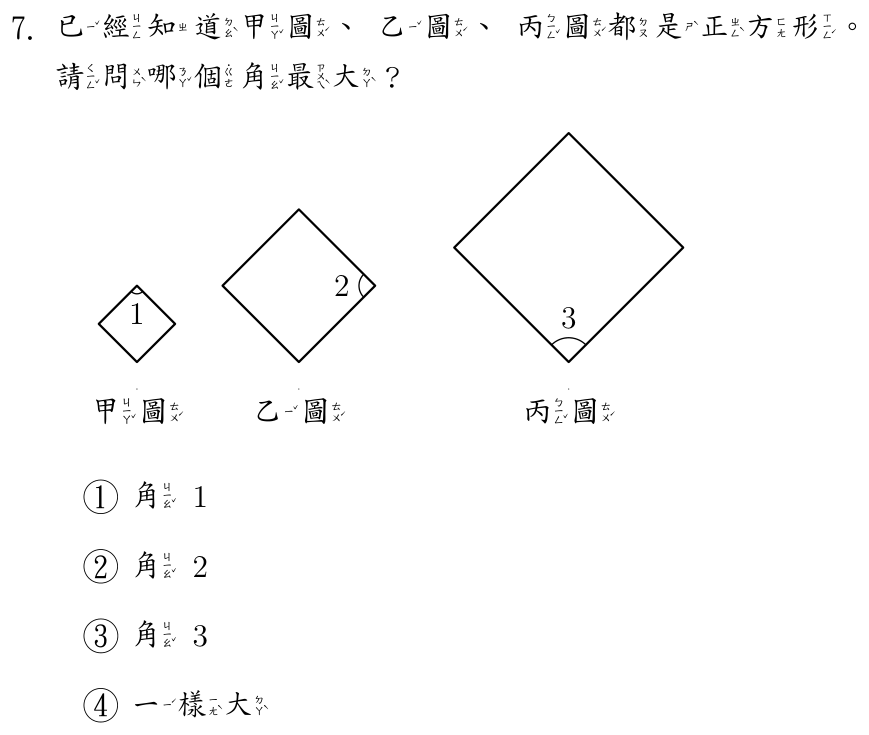 7. 已經知道甲圖、乙圖、丙圖都是正方形。
請問哪個角最大?
1
2
3
甲圖 乙圖 丙圖
① 角 1
② 角 2
③ 角 3
④ 一樣大